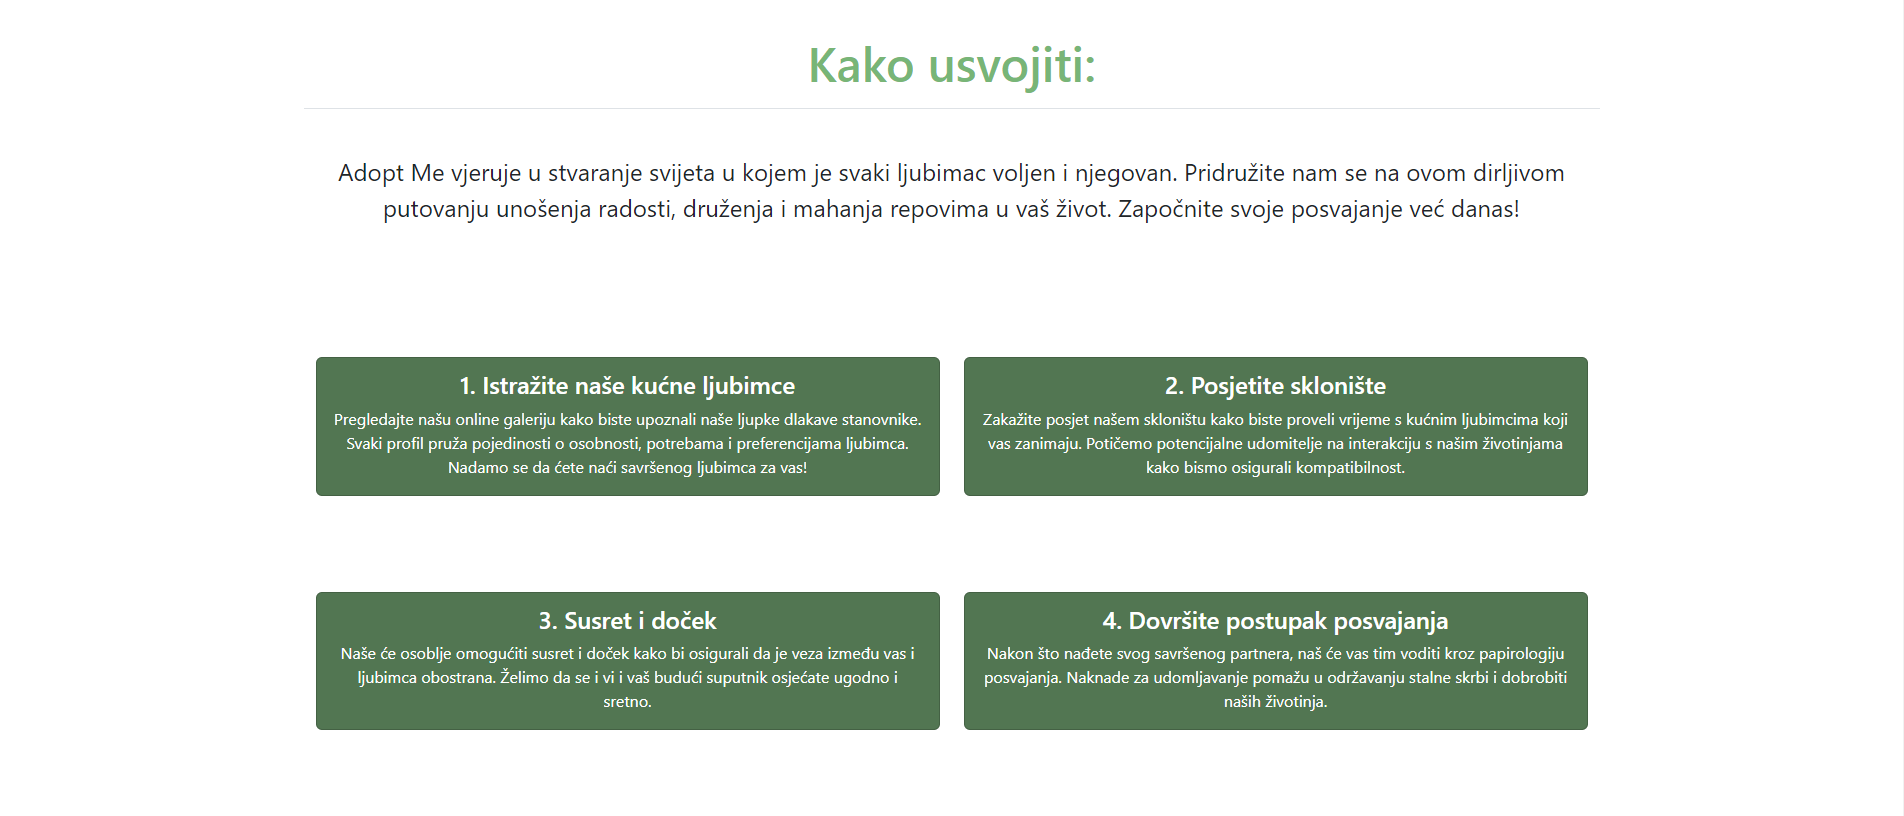 Kako usvojiti:
Adopt Me vjeruje u stvaranje svijeta u kojem je svaki ljubimac voljen i njegovan. Pridružite nam se na ovom dirljivom
putovanju unošenja radosti, druženja i mahanja repovima u vaš život. Započnite svoje posvajanje već danas!
1. Istražite naše kućne ljubimce
Pregledajte našu online galeriju kako biste upoznali naše ljupke dlakave stanovnike.
Svaki profil pruža pojedinosti o osobnosti, potrebama i preferencijama ljubimca.
Nadamo se da ćete naći savršenog ljubimca za vas!
2. Posjetite sklonište
Zakažite posjet našem skloništu kako biste proveli vrijeme s kućnim ljubimcima koji
vas zanimaju. Potičemo potencijalne udomitelje na interakciju s našim životinjama
kako bismo osigurali kompatibilnost.
3. Susret i doček
Naše će osoblje omogućiti susret i doček kako bi osigurali da je veza između vas i
ljubimca obostrana. Želimo da se i vi i vaš budući suputnik osjećate ugodno i
sretno.
4. Dovršite postupak posvajanja
Nakon što nađete svog savršenog partnera, naš će vas tim voditi kroz papirologiju
posvajanja. Naknade za udomljavanje pomažu u održavanju stalne skrbi i dobrobiti
naših životinja.